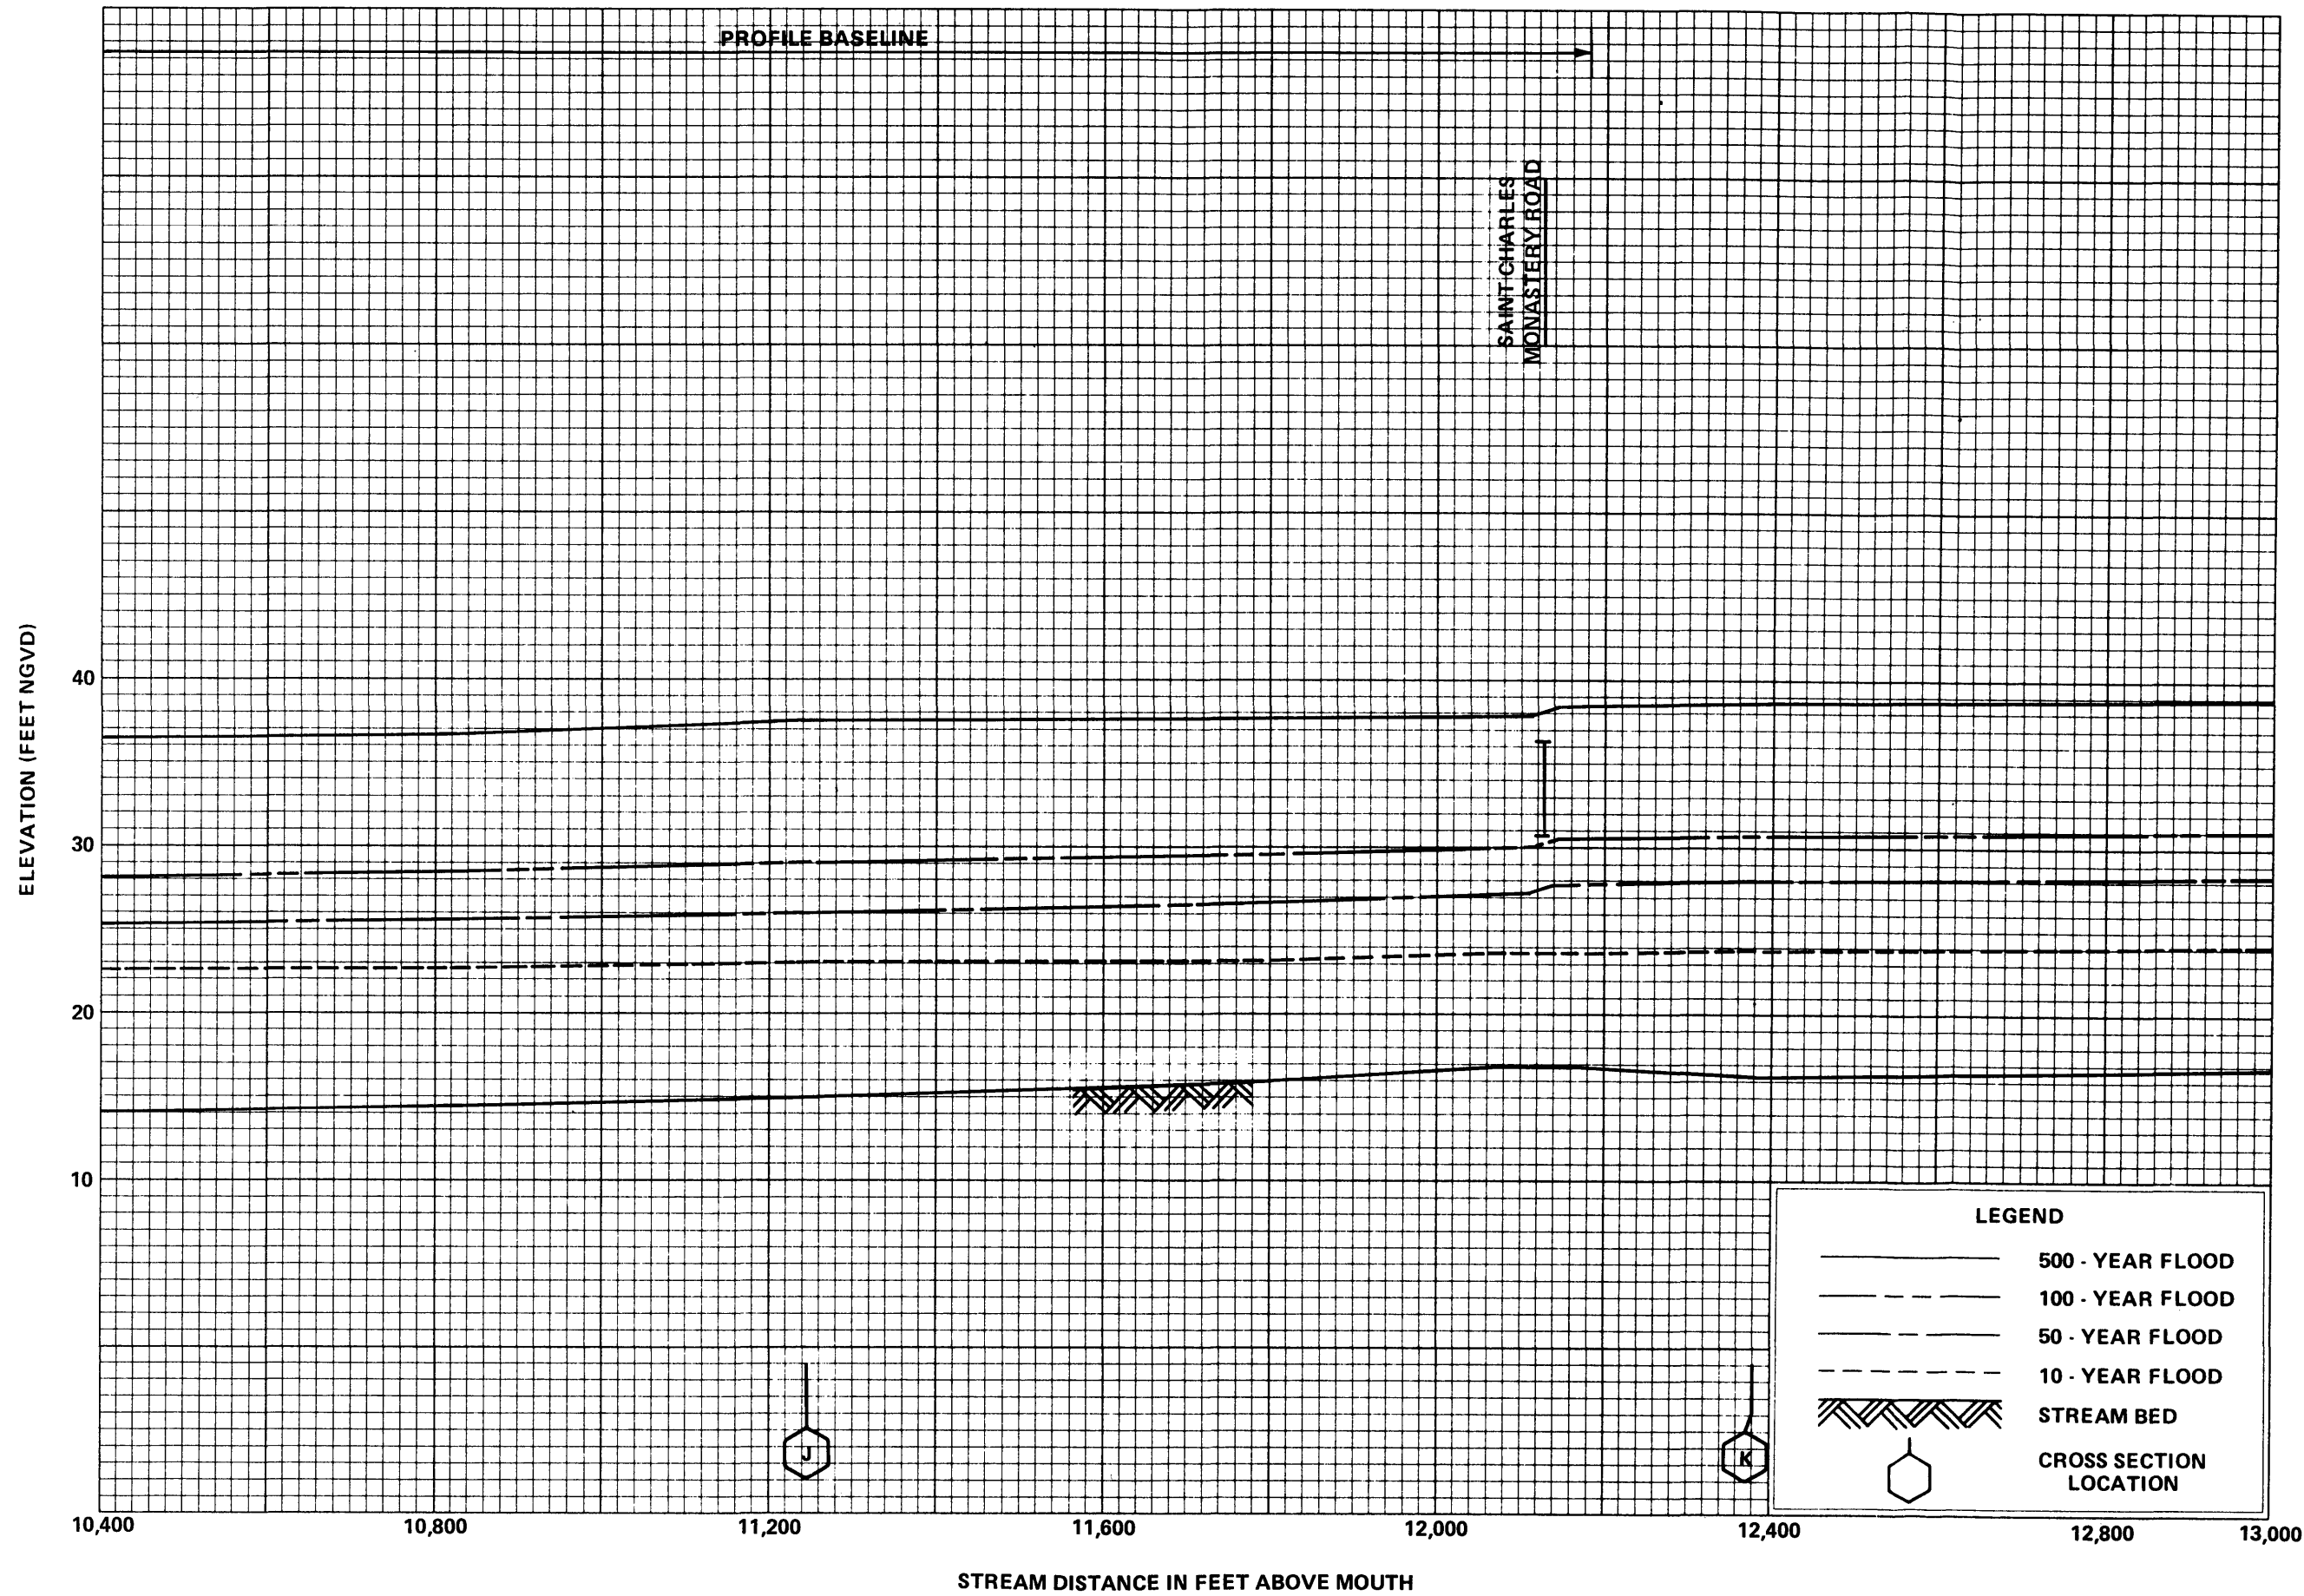 PROFILE BASELINE
SAINT CHARLES
MONASTERY ROAD
ELEVATION (FEET NGVD)
40
30
20
10
J
K
LEGEND
500 - YEAR FLOOD
100 - YEAR FLOOD
50 - YEAR FLOOD
10 - YEAR FLOOD
STREAM BED
CROSS SECTION
LOCATION
10,400
10,800
11,200
11,600
12,000
12,400
12,800
13,000
STREAM DISTANCE IN FEET ABOVE MOUTH